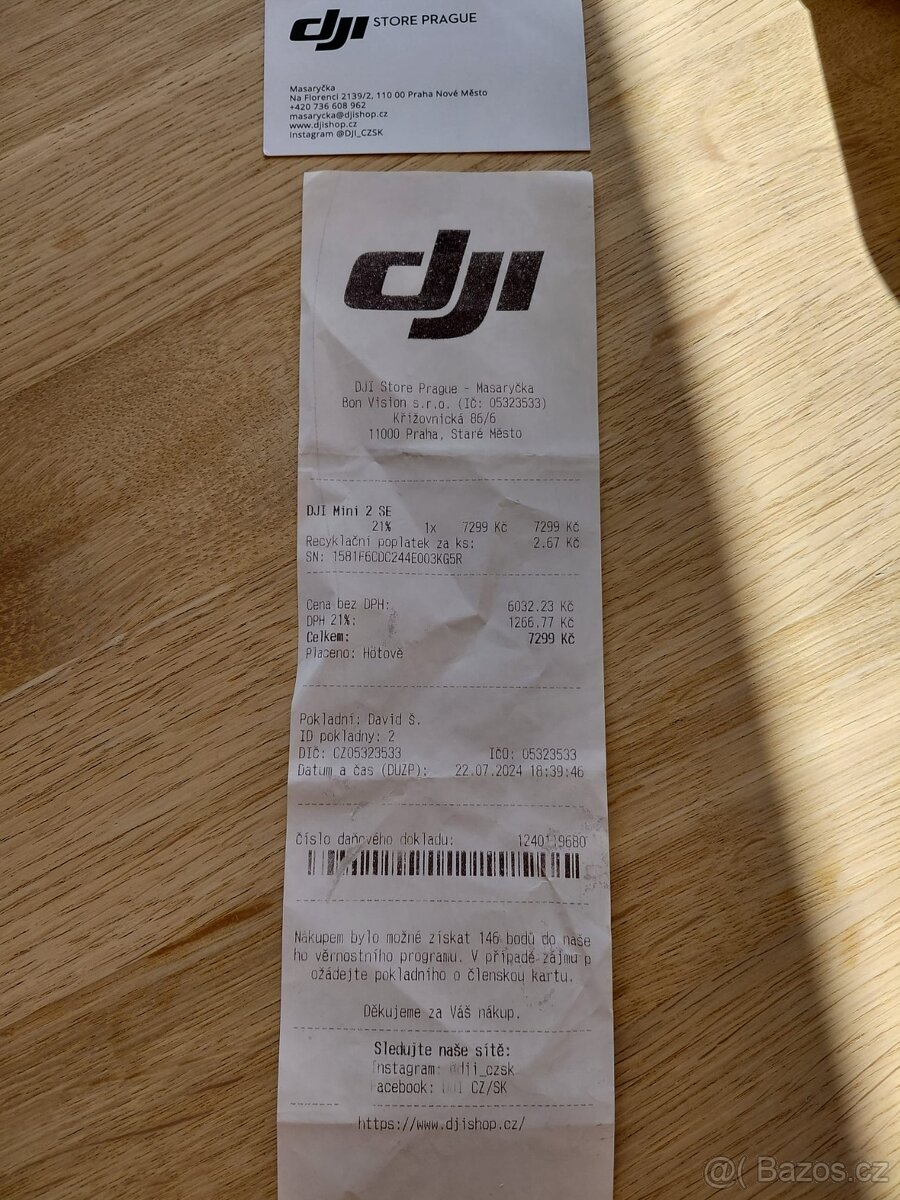 dji STORE PRAGUE
Masaryčka
Na Florenci 2139/2, 110 00 Praha Nové Město
+420 736 608 962
masarycka@djishop.cz
www.djishop.cz
Instagram @DJI_CZSK
dji
DJI Store Prague - Masaryčka
Bon Vision s.r.o. (IČ: 05323533)
Křižovnická 86/6
11000 Praha, Staré Město
DJI Mini 2 SE
21% 1x 7299 Kč 7299 Kč
Recyklační poplatek za ks: 2.67 Kč
SN: 1581F6CDC244E003KG5R
Cena bez DPH: 6032.23 Kč
DPH 21%: 1266.77 Kč
Celkem: 7299 Kč
Placeno: Hotově
Pokladní: David Š.
ID pokladny: 2
DIČ: CZ05323533 IČO: 05323533
Datum a čas (DUZP): 22.07.2024 18:39:46
Číslo daňového dokladu: 1240119680
Nákupem bylo možné získat 146 bodů do naše
ho věrnostního programu. V případě zájmu p
ožádejte pokladního o členskou kartu.
Děkujeme za Váš nákup.
Sledujte naše sítě:
Instagram: @dji_czsk
acebook: CZ/SK
https://www.djishop.cz/
@( Bazos.cz